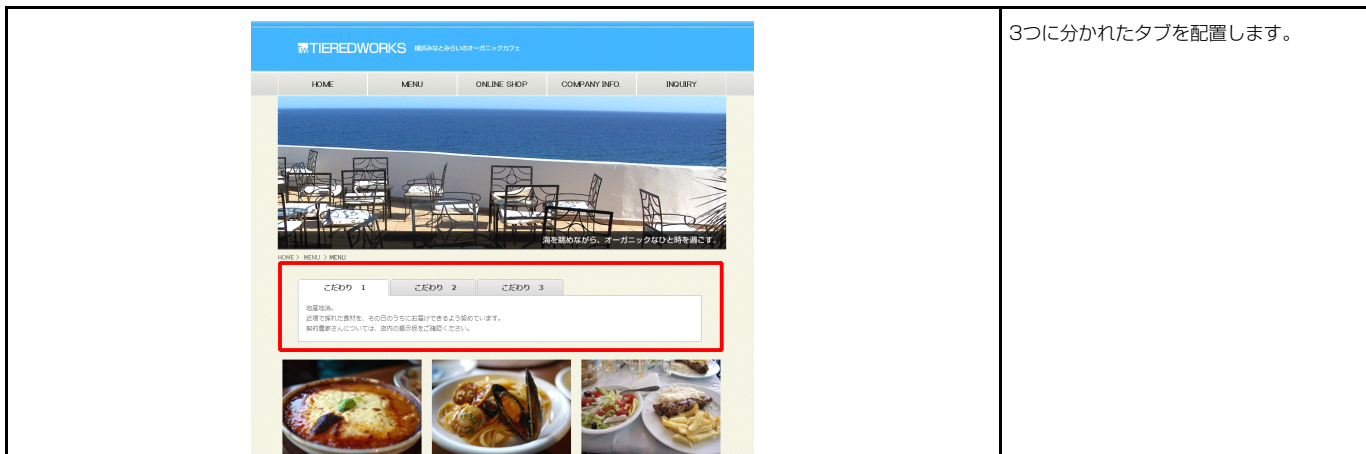 TIEREDWORKS 横浜みなとみらいのオーガニックカフェ
HOME MENU ONLINE SHOP COMPANY INFO. INQUIRY
海を眺めながら、オーガニックなひと時を過ごす。
HOME > MENU > MENU
こだわり 1 こだわり 2 こだわり 3
地産地消。
近場で採れた食材を、その日のうちにお届けできるよう努めています。
契約農家さんについては、店内の掲示板をご確認ください。
3つに分かれたタブを配置します。